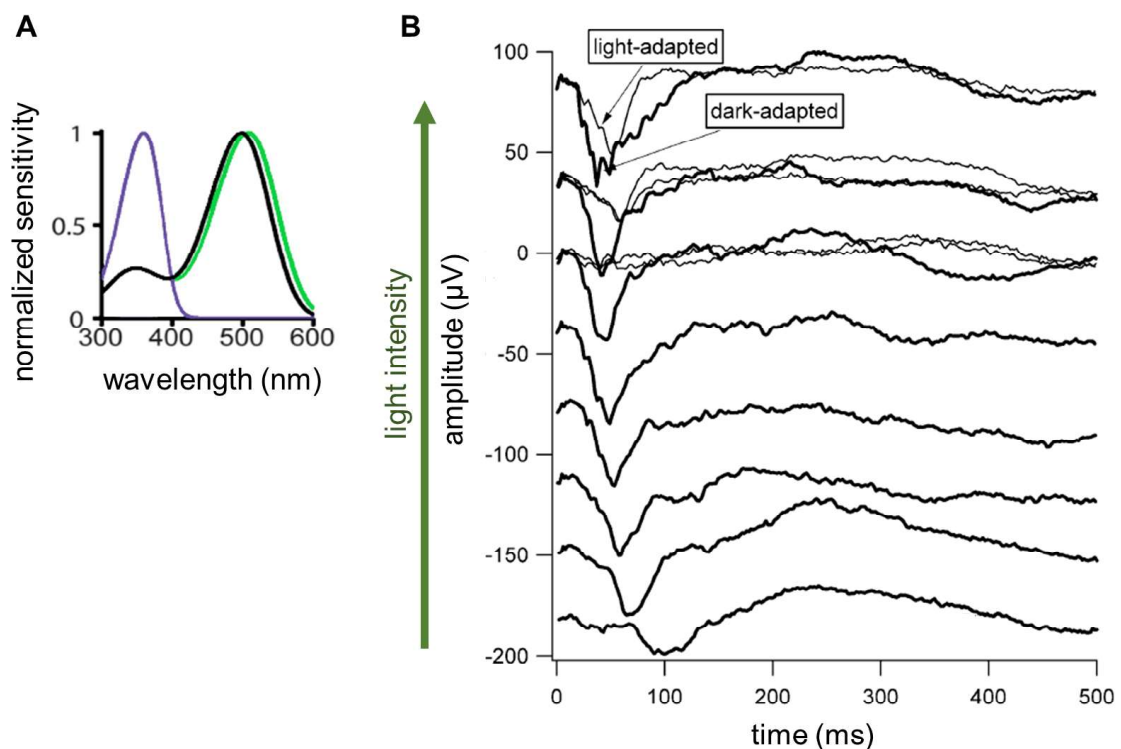 A
normalized sensitivity
1
0.5
0
300 400 500 600
wavelength (nm)
B
light intensity
amplitude (μV)
100
50
0
-50
-100
-150
-200
light-adapted
dark-adapted
0 100 200 300 400 500
time (ms)